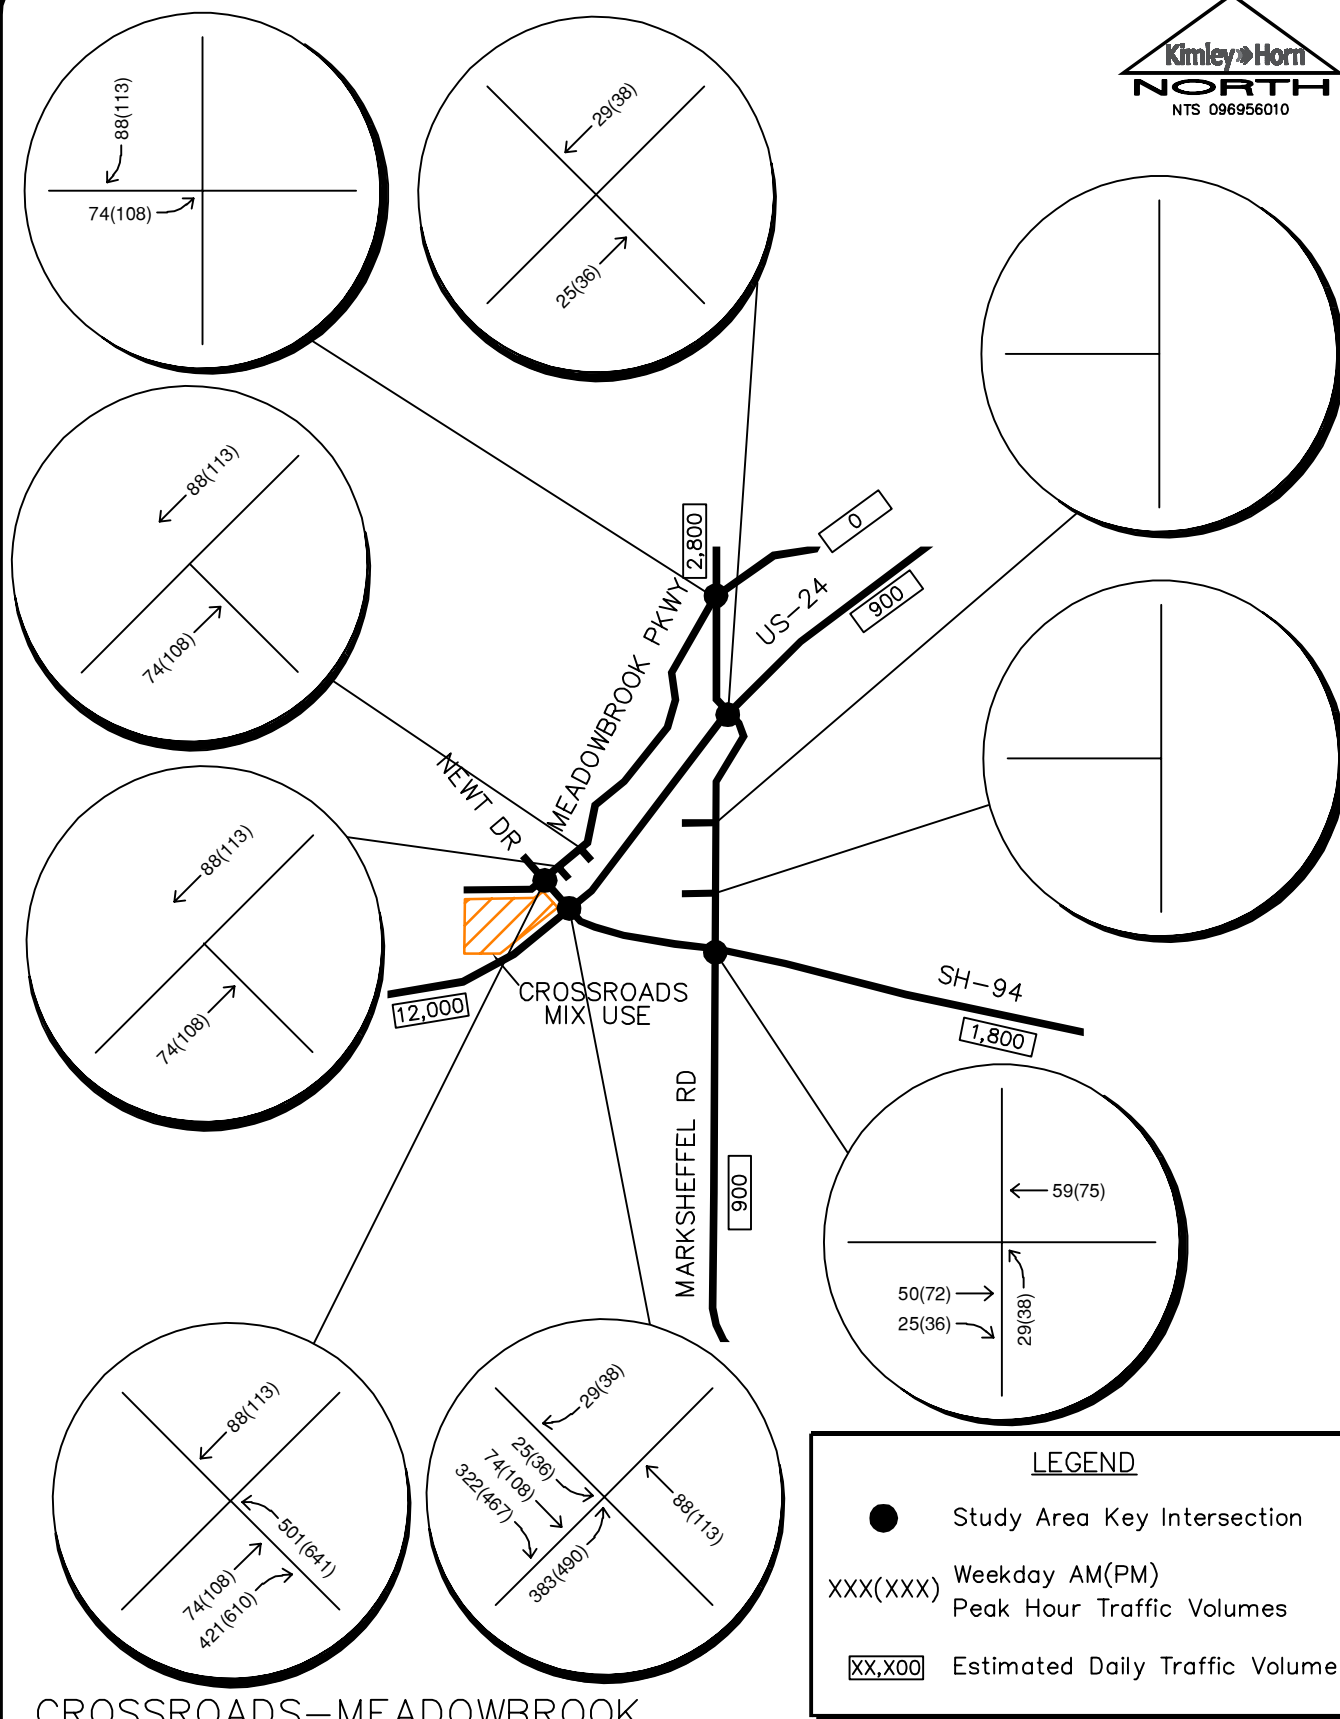 Kimley»Horn
NORTH
NTS 096956010
88(113)
74(108)
29(38)
25(36)
88(113)
74(108)
88(113)
74(108)
2,800
0
US-24
900
MEADOWBROOK PKWY
NEWT DR
12,000
CROSSROADS
MIX USE
SH-94
1,800
MARKSHEFFEL RD
900
59(75)
50(72)
25(36)
29(38)
88(113)
501(641)
74(108)
421(610)
29(38)
25(36)
74(108)
322(467)
88(113)
383(490)
LEGEND
Study Area Key Intersection
XXX(XXX)
Weekday AM(PM)
Peak Hour Traffic Volumes
XX,X00
Estimated Daily Traffic Volume
CROSSROADS-MEADOWBROOK